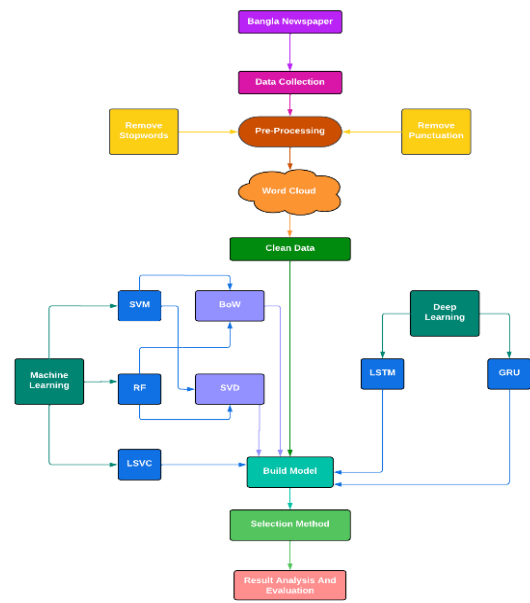 Bangla Newspaper
Data Collection
Remove
Stopwords
Pre-Processing
Remove
Punctuation
Word Cloud
Clean Data
SVM
BoW
Deep
Learning
Machine
Learning
RF
SVD
LSTM
GRU
LSVC
Build Model
Selection Method
Result Analysis And
Evaluation